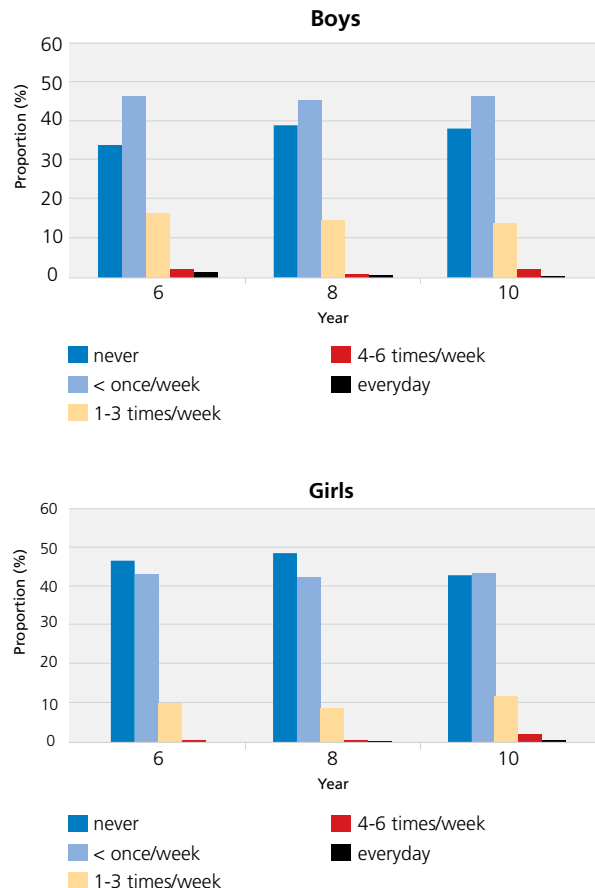 Boys
60
50
40
30
20
10
0
Proportion (%)
6 8 10
Year
never
< once/week
1-3 times/week
4-6 times/week
everyday
Girls
60
50
40
30
20
10
0
Proportion (%)
6 8 10
Year
never
< once/week
1-3 times/week
4-6 times/week
everyday